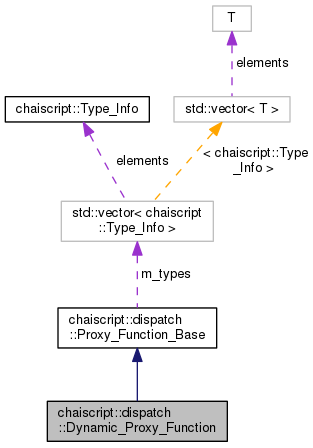 T
elements
chaiscript::Type_Info
std::vector< T >
elements
< chaiscript::Type
_Info >
std::vector< chaiscript
::Type_Info >
m_types
chaiscript::dispatch
::Proxy_Function_Base
chaiscript::dispatch
::Dynamic_Proxy_Function